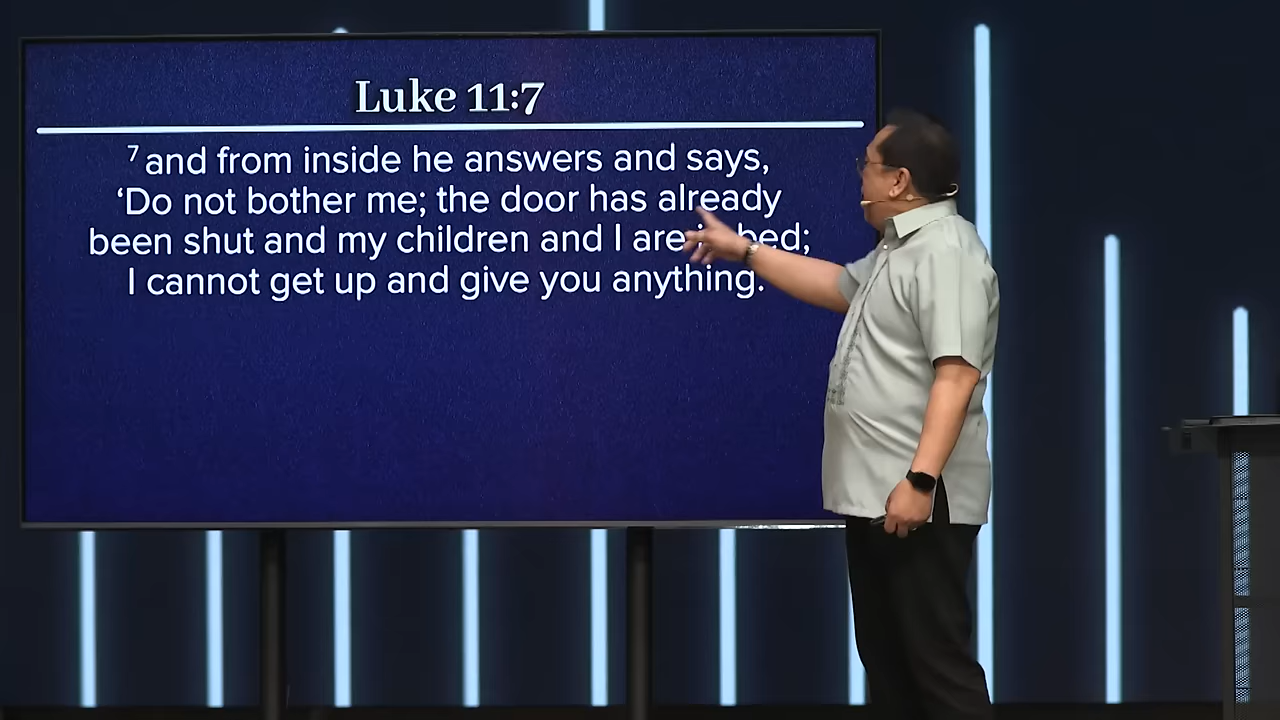 Luke 11:7
7 and from inside he answers and says,
‘Do not bother me; the door has already
been shut and my children and I are bed;
I cannot get up and give you anything.